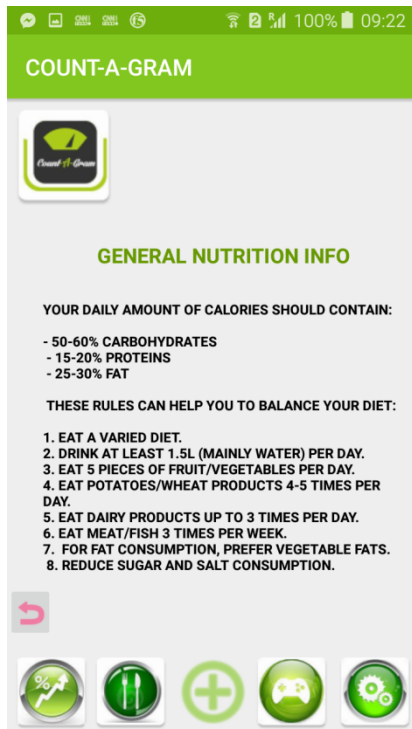 100% 09:22
COUNT-A-GRAM
Count-A-Gram
GENERAL NUTRITION INFO
YOUR DAILY AMOUNT OF CALORIES SHOULD CONTAIN:
- 50-60% CARBOHYDRATES
- 15-20% PROTEINS
- 25-30% FAT
THESE RULES CAN HELP YOU TO BALANCE YOUR DIET:
1. EAT A VARIED DIET.
2. DRINK AT LEAST 1.5L (MAINLY WATER) PER DAY.
3. EAT 5 PIECES OF FRUIT/VEGETABLES PER DAY.
4. EAT POTATOES/WHEAT PRODUCTS 4-5 TIMES PER
DAY.
5. EAT DAIRY PRODUCTS UP TO 3 TIMES PER DAY.
6. EAT MEAT/FISH 3 TIMES PER WEEK.
7. FOR FAT CONSUMPTION, PREFER VEGETABLE FATS.
8. REDUCE SUGAR AND SALT CONSUMPTION.
%